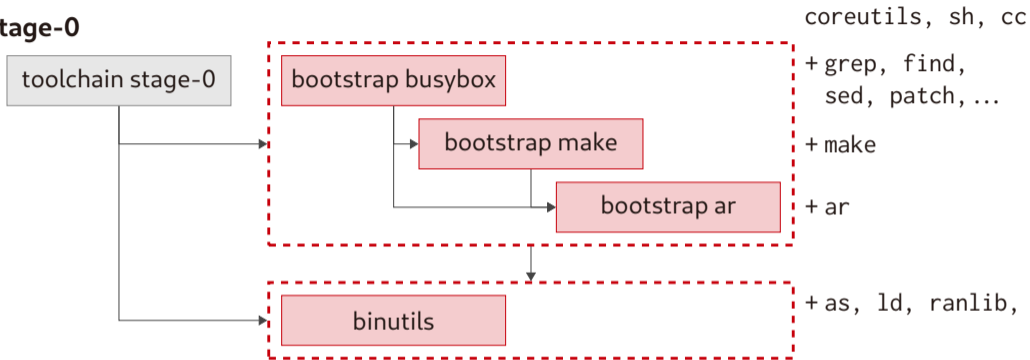 coreutils, sh, cc
tage-0
toolchain stage-0
bootstrap busybox
+ grep, find,
sed, patch, ...
bootstrap make
+ make
bootstrap ar
+ ar
binutils
+ as, ld, ranlib,